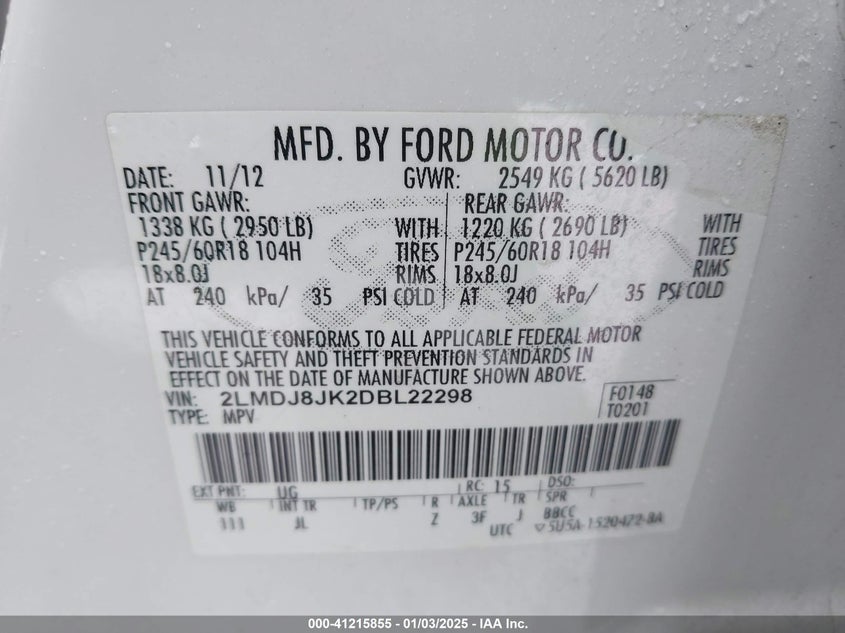 MFD. BY FORD MOTOR CO.
DATE: 11/12 GVWR: 2549 KG ( 5620 LB)
FRONT GAWR: REAR GAWR:
1338 KG ( 2950 LB) WITH 1220 KG ( 2690 LB) WITH
P245/60R18 104H TIRES P245/60R18 104H TIRES
18x8.0J RIMS 18x8.0J RIMS
AT 240 kPa/ 35 PSI COLD AT 240 kPa/ 35 PSI COLD
THIS VEHICLE CONFORMS TO ALL APPLICABLE FEDERAL MOTOR
VEHICLE SAFETY AND THEFT PREVENTION STANDARDS IN
EFFECT ON THE DATE OF MANUFACTURE SHOWN ABOVE.
VIN: 2LMDJ8JK2DBL22298 F0148
TYPE: MPV T0201
EXT PNT: UG RC: 15 DSO:
WB INT TR TP/PS R AXLE TR SPR
111 JL Z 3F J BBCC
UTC ▽ 5U5A-1520472-BA
000-41215855 - 01/03/2025 - IAA Inc.